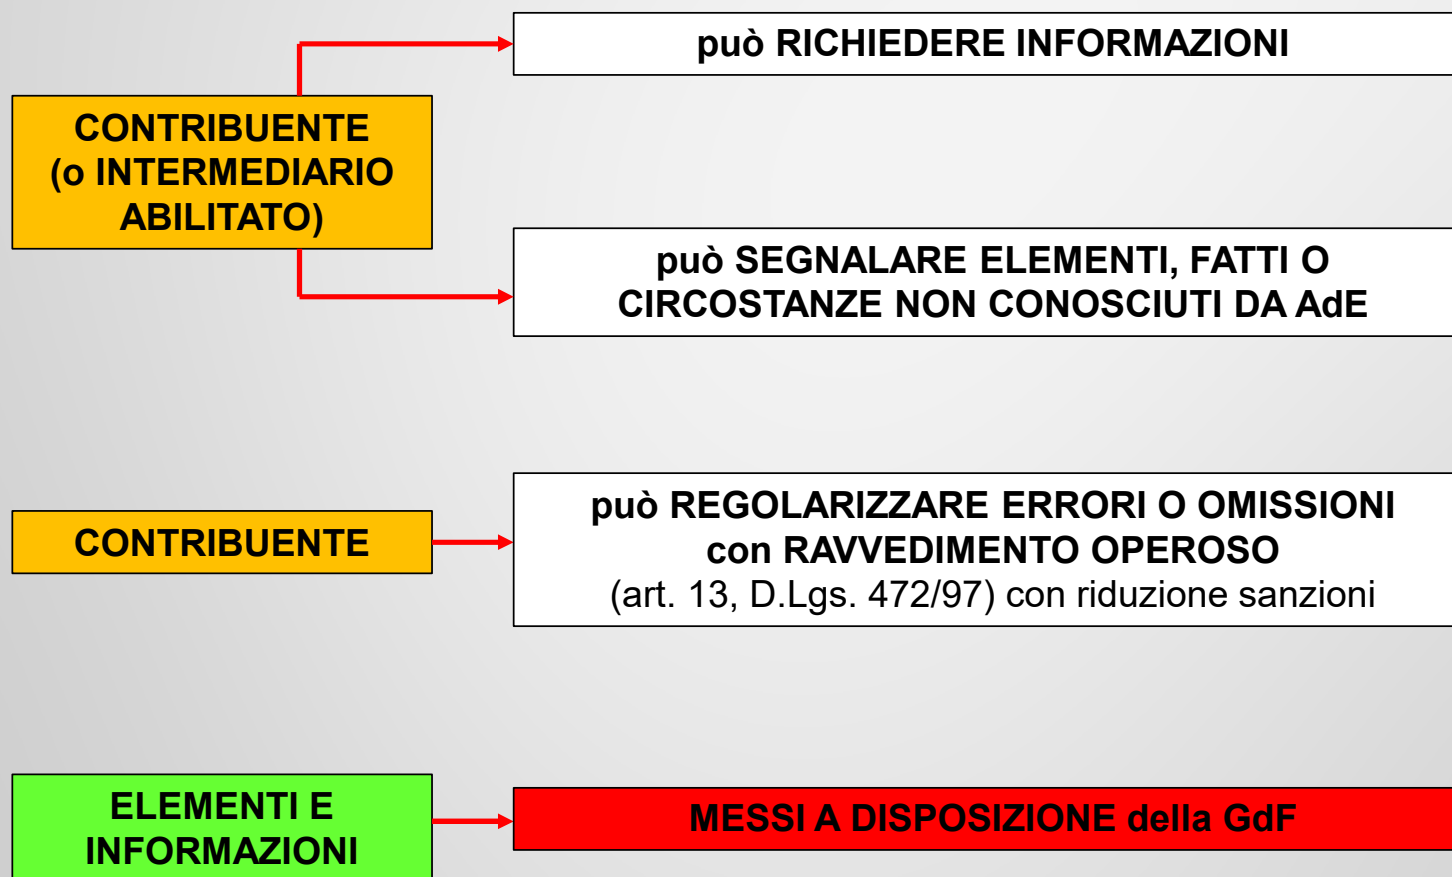 può RICHIEDERE INFORMAZIONI
CONTRIBUENTE
(o INTERMEDIARIO
ABILITATO)
può SEGNALARE ELEMENTI, FATTI O
CIRCOSTANZE NON CONOSCIUTI DA AdE
CONTRIBUENTE
può REGOLARIZZARE ERRORI O OMISSIONI
con RAVVEDIMENTO OPEROSO
(art. 13, D.Lgs. 472/97) con riduzione sanzioni
ELEMENTI E
INFORMAZIONI
MESSI A DISPOSIZIONE della GdF